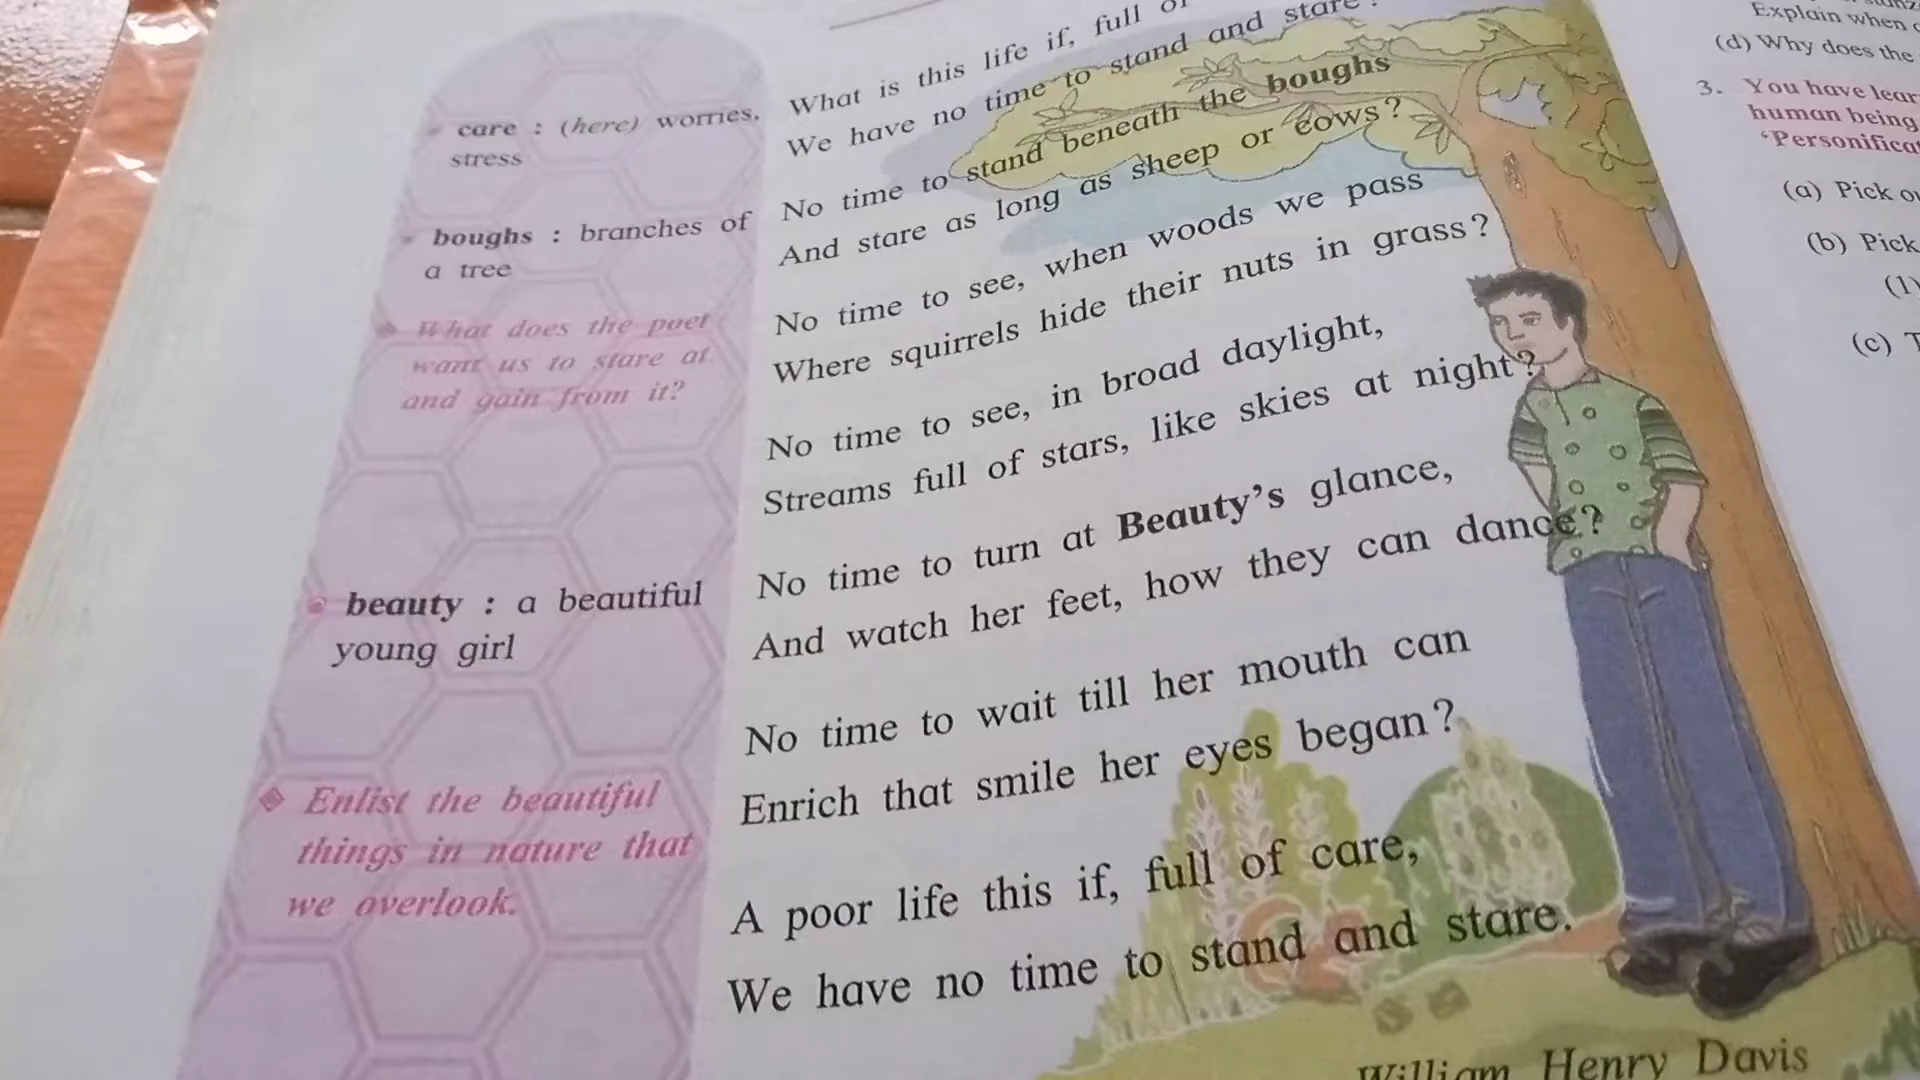 care : (here) worries,
stress
boughs : branches of
a tree
What does the poet
want us to stare at
and gain from it?
beauty : a beautiful
young girl
Enlist the beautiful
things in nature that
we overlook.
What is this life if, full of
We have no time to stand and stare?
No time to stand beneath the boughs
And stare as long as sheep or cows?
No time to see, when woods we pass
Where squirrels hide their nuts in grass?
No time to see, in broad daylight,
Streams full of stars, like skies at night?
No time to turn at Beauty's glance,
And watch her feet, how they can dance?
No time to wait till her mouth can
Enrich that smile her eyes began?
A poor life this if, full of care,
We have no time to stand and stare.
William Henry Davis
Explain when
(d) Why does the
3. You have
human being
(a) Pick
(b) Pick
(1)
(c)